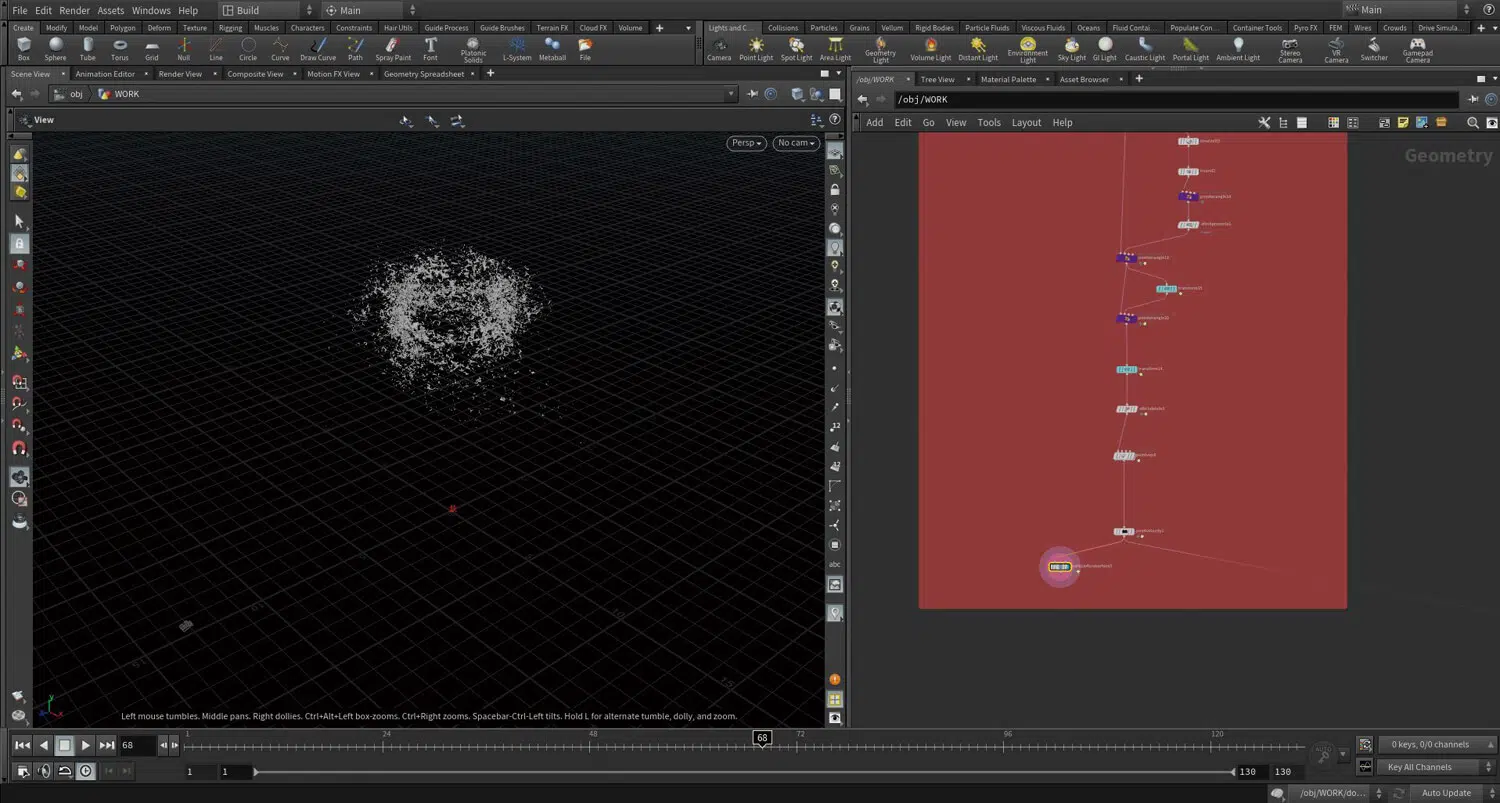 File Edit Render Assets Windows Help Build Main Main
Create Modify Model Polygon Deform Texture Rigging Muscles Characters Constraints Hair Utils Guide Process Guide Brushes Terrain FX Cloud FX Volume
Lights and C... Collisions Particles Grains Vellum Rigid Bodies Particle Fluids Viscous Fluids Oceans Fluid Contai... Populate Con... Container Tools Pyro FX FEM Wires Crowds Drive Simula...
Box Sphere Tube Torus Grid Null Line Circle Curve Draw Curve Path Spray Paint Font Platonic Solids L-System Metaball File
Camera Point Light Spot Light Area Light Geometry Light Volume Light Distant Light Environment Light Sky Light GI Light Caustic Light Portal Light Ambient Light Stereo Camera VR Camera Switcher Gamepad Camera
Scene View Animation Editor Render View Composite View Motion FX View Geometry Spreadsheet
/obj/WORK Tree View Material Palette Asset Browser
obj WORK
/obj/WORK
View
Add Edit Go View Tools Layout Help
Persp No cam
Geometry
12
abc
Left mouse tumbles. Middle pans. Right dollies. Ctrl+Alt+Left box-zooms. Ctrl+Right zooms. Spacebar-Ctrl-Left tilts. Hold L for alternate tumble, dolly, and zoom.
68
1 24 48 68 72 96 120
0 keys, 0/0 channels
1 1 130 130
Key All Channels
/obj/WORK/do... Auto Update